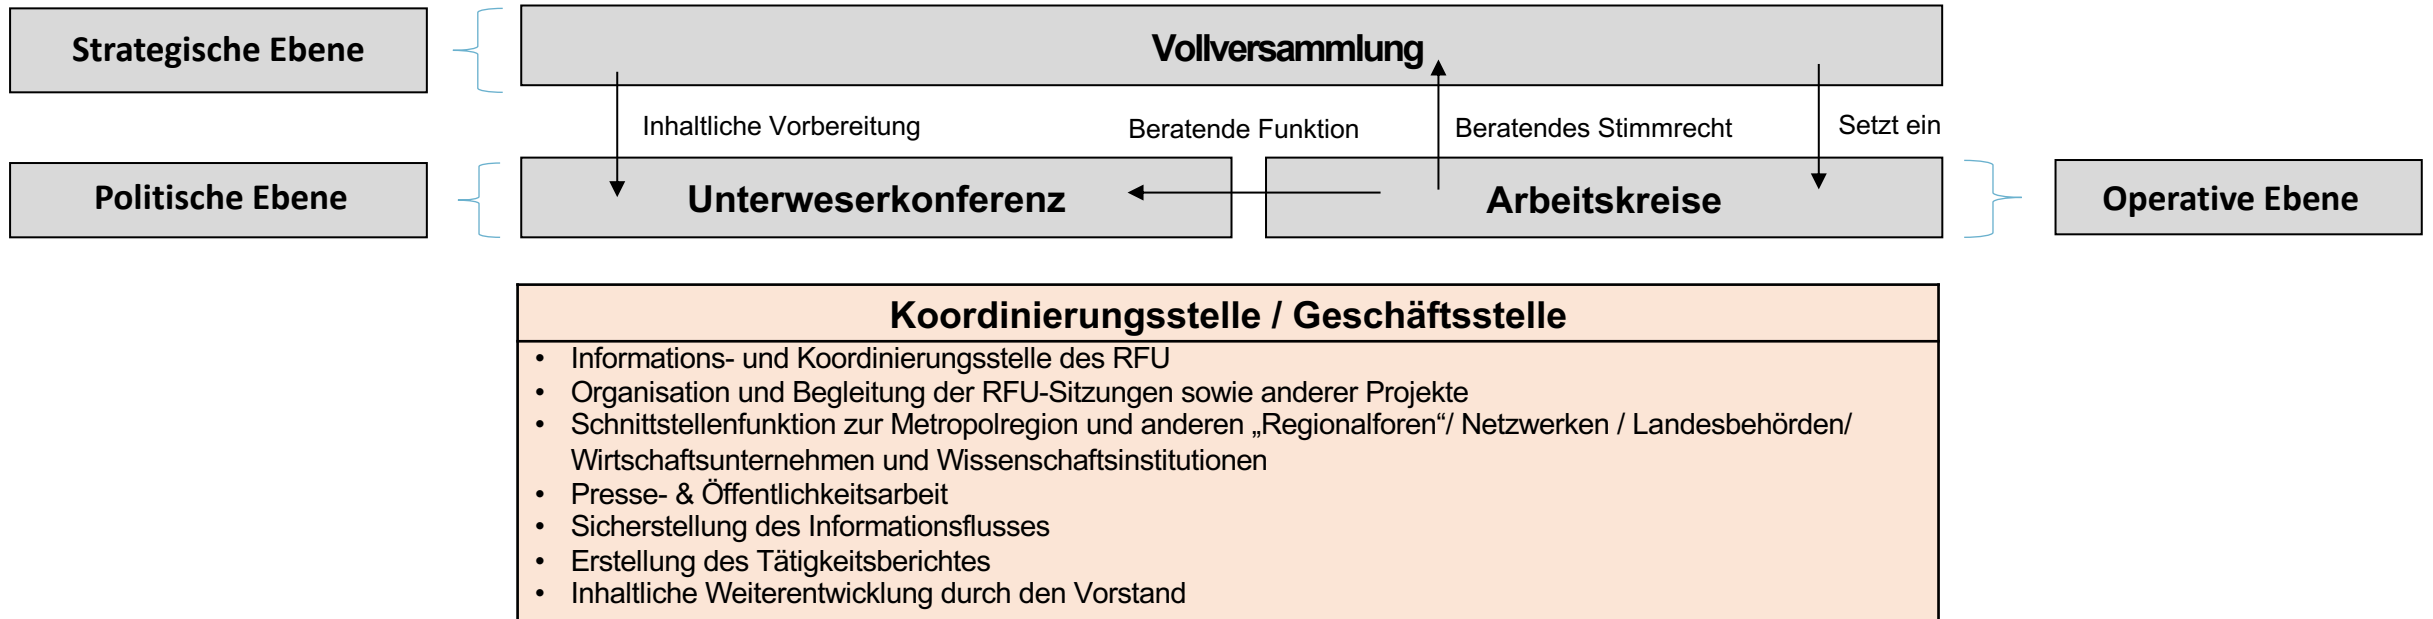 Strategische Ebene
Vollversammlung
Inhaltliche Vorbereitung
Beratende Funktion
Beratendes Stimmrecht
Setzt ein
Politische Ebene
Unterweserkonferenz
Arbeitskreise
Operative Ebene
Koordinierungsstelle / Geschäftsstelle
• Informations- und Koordinierungsstelle des RFU
• Organisation und Begleitung der RFU-Sitzungen sowie anderer Projekte
• Schnittstellenfunktion zur Metropolregion und anderen „Regionalforen“/ Netzwerken / Landesbehörden/
Wirtschaftsunternehmen und Wissenschaftsinstitutionen
• Presse- & Öffentlichkeitsarbeit
• Sicherstellung des Informationsflusses
• Erstellung des Tätigkeitsberichtes
• Inhaltliche Weiterentwicklung durch den Vorstand